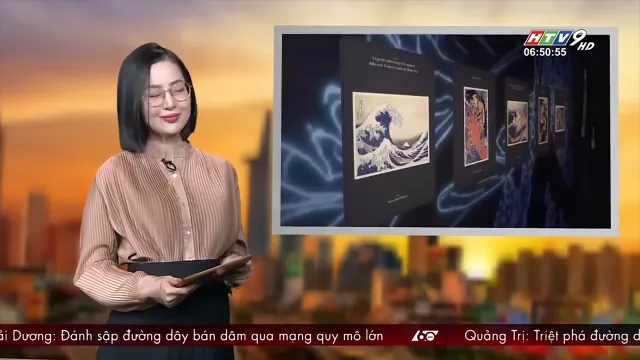 HTV9 HD
06:50:55
ải Dương: Đánh sập đường dây bán dâm qua mạng quy mô lớn
60
Quảng Trị: Triệt phá đường d